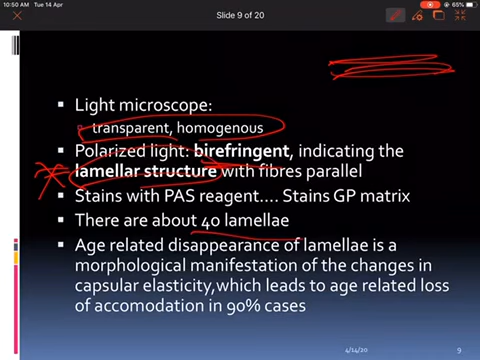 10:50 AM Tue 14 Apr
65%
Slide 9 of 20
Light microscope:
transparent, homogenous
Polarized light: birefringent, indicating the
lamellar structure with fibres parallel
Stains with PAS reagent.... Stains GP matrix
There are about 40 lamellae
Age related disappearance of lamellae is a
morphological manifestation of the changes in
capsular elasticity,which leads to age related loss
of accomodation in 90% cases
4/14/20 9